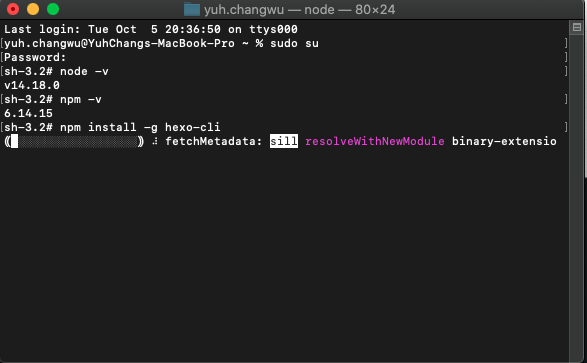 yuh.changwu — node — 80×24
Last login: Tue Oct  5 20:36:50 on ttys000
[yuh.changwu@YuhChangs-MacBook-Pro ~ % sudo su ]
[Password: ]
[sh-3.2# node -v ]
v14.18.0
[sh-3.2# npm -v ]
6.14.15
[sh-3.2# npm install -g hexo-cli ]
⸨█░░░░░░░░░░░░░░░░░⸩ ⠼ fetchMetadata: sill resolveWithNewModule binary-extensio